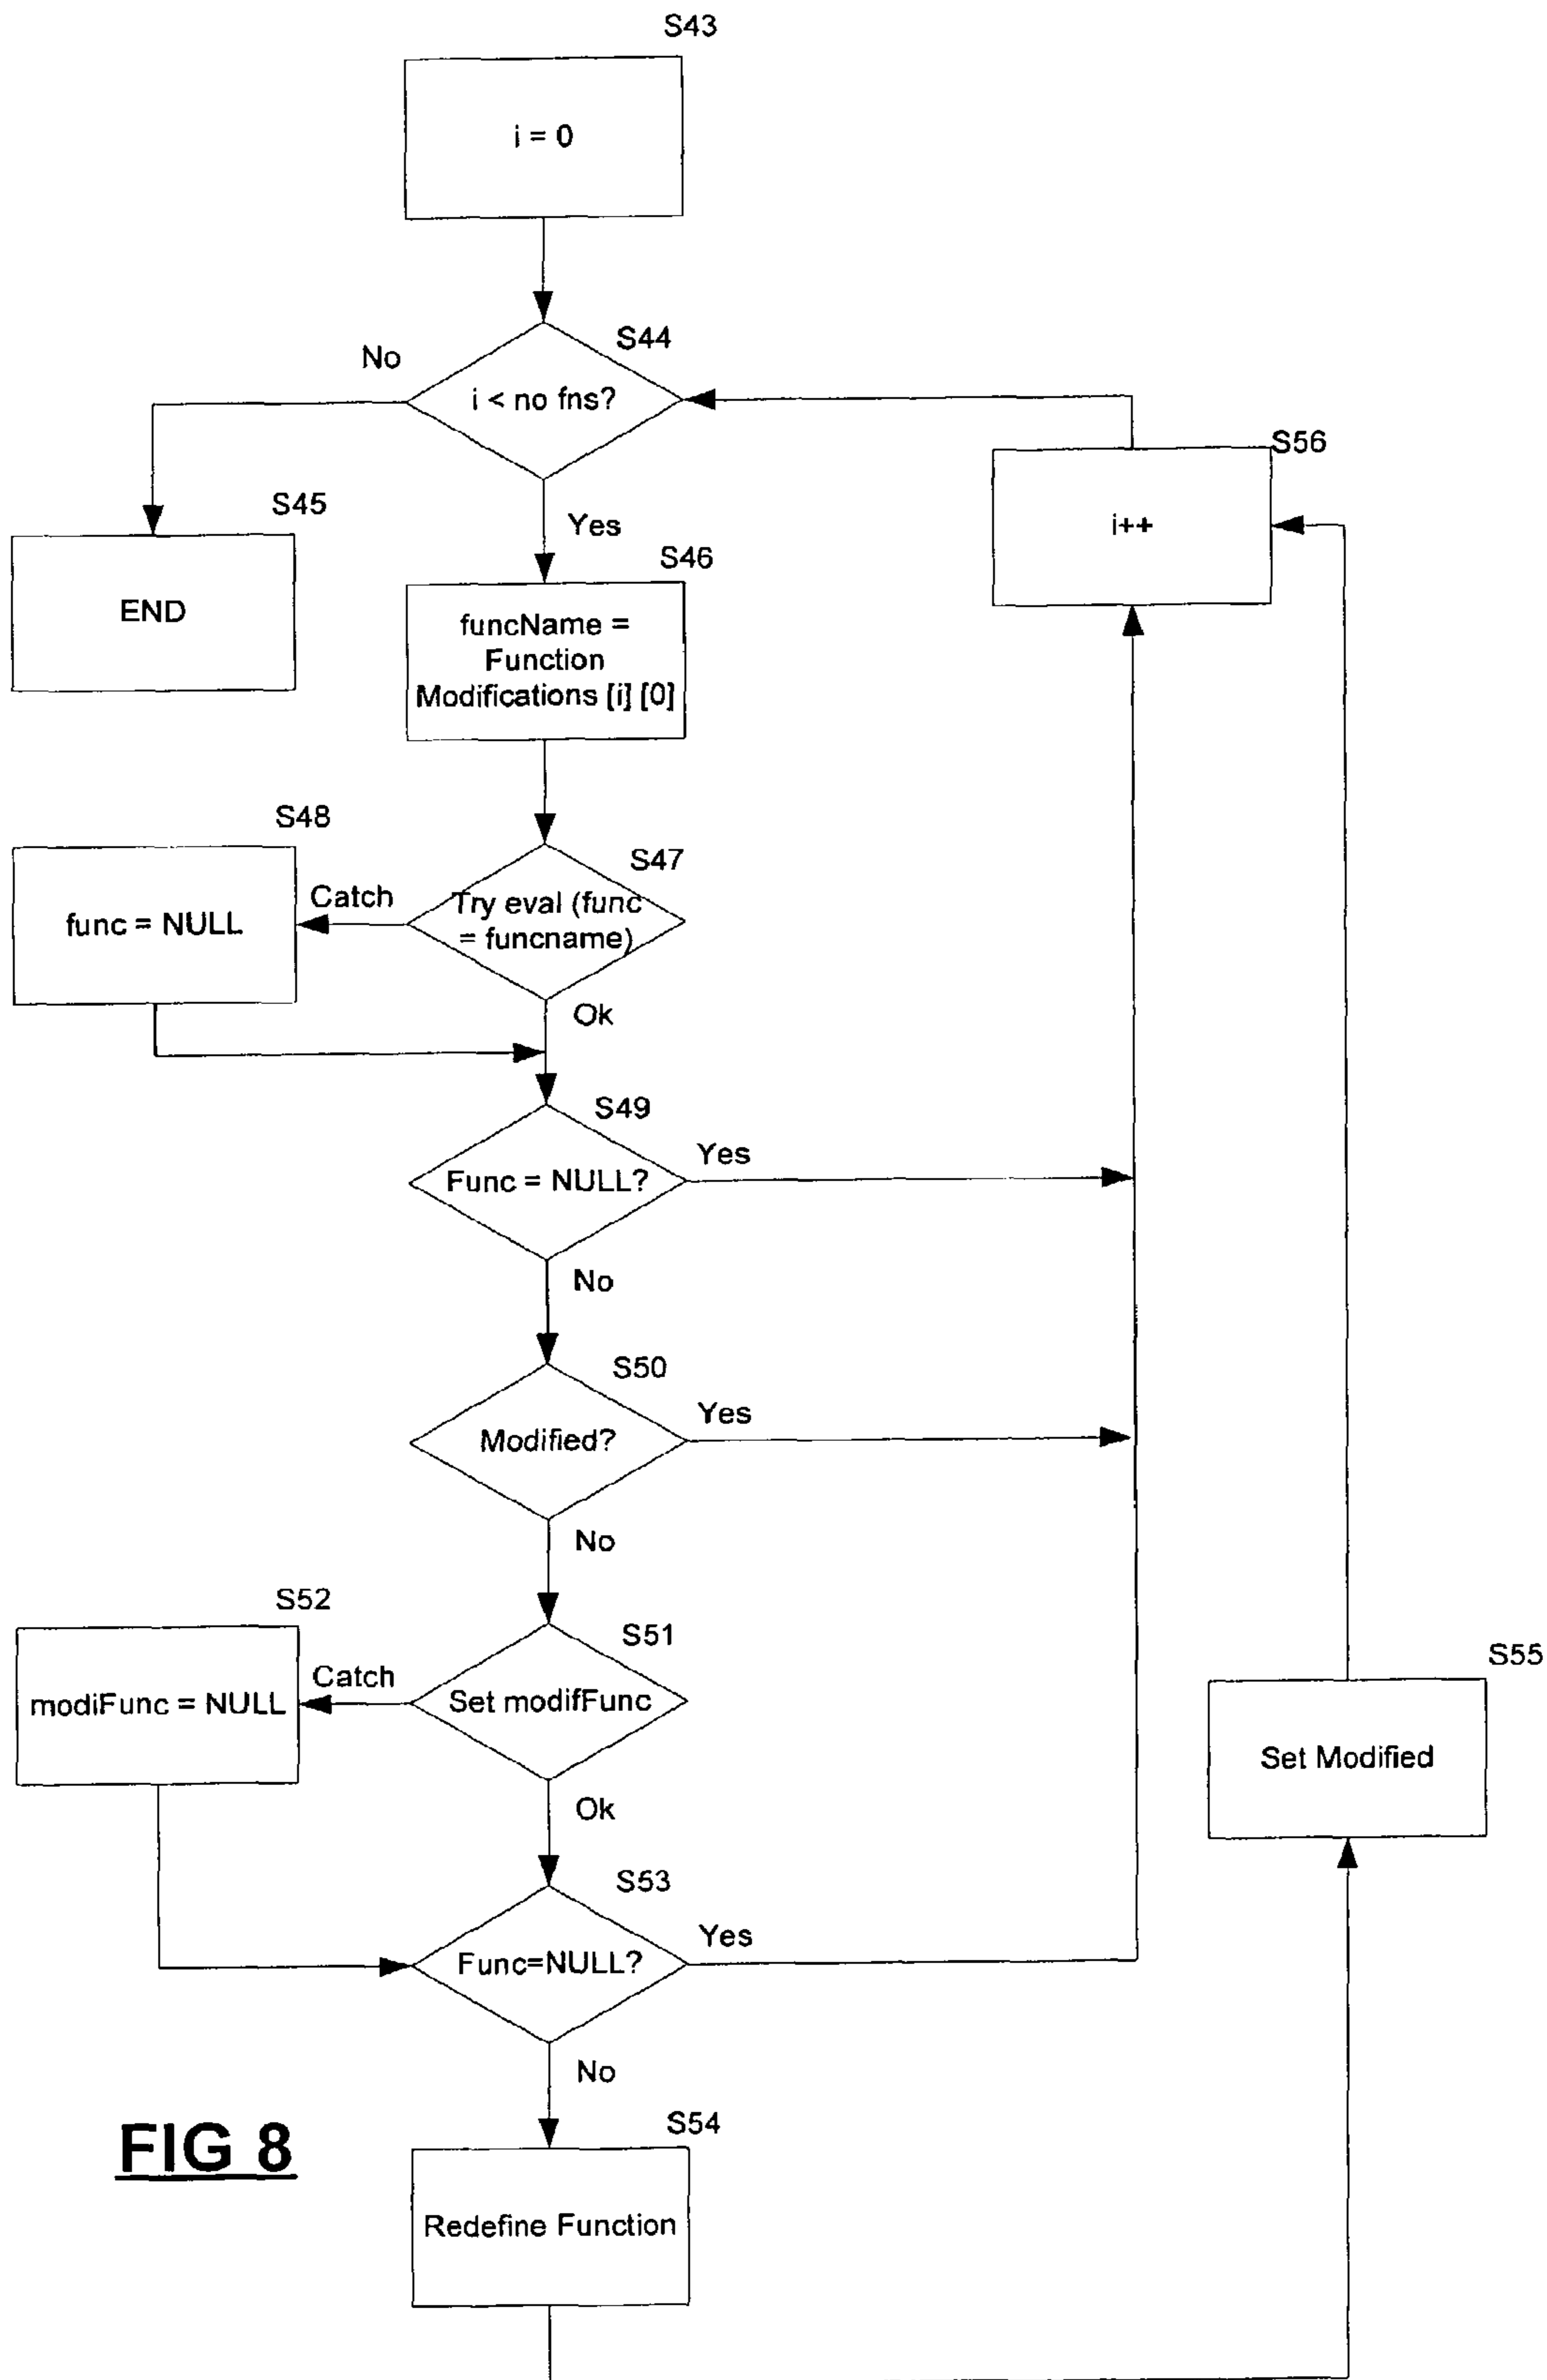 S43
i = 0
S44
No
i < no fns?
S56
i++
S45
END
Yes
S46
funcName =
Function
Modifications [i] [0]
S48
func = NULL
Catch
S47
Try eval (func
= funcname)
Ok
S49
Func = NULL?
Yes
No
S50
Modified?
Yes
No
S52
modiFunc = NULL
Catch
S51
Set modifFunc
Ok
S55
Set Modified
S53
Func=NULL?
Yes
No
S54
Redefine Function
FIG 8